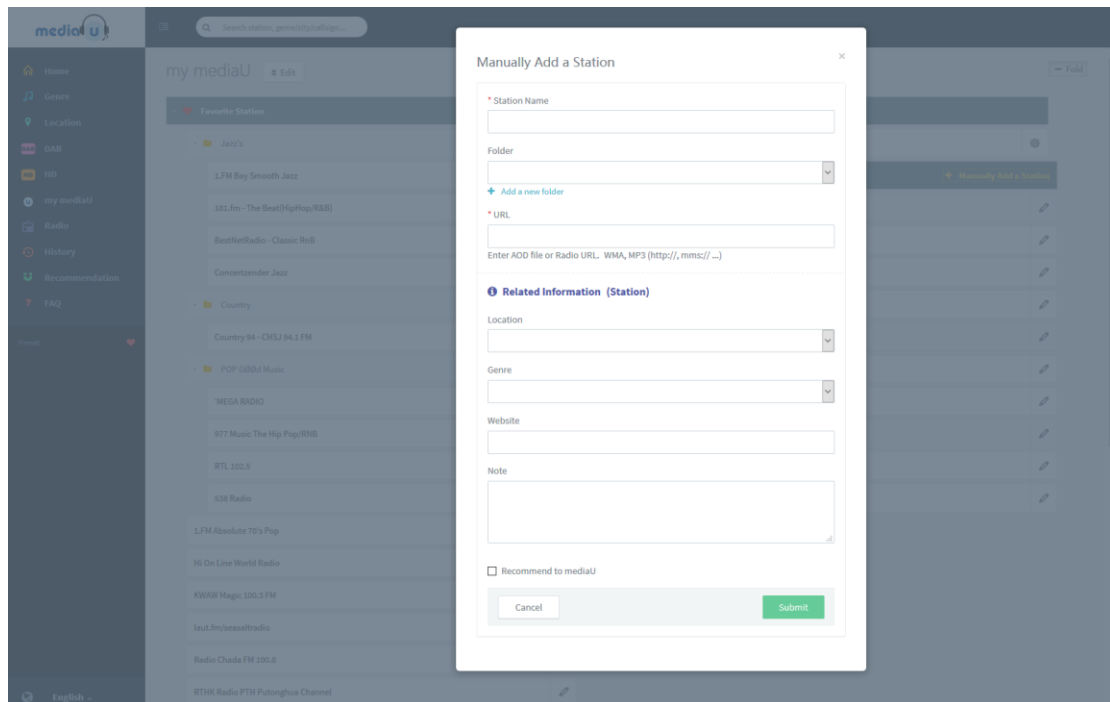 mediaU
Search station, genre/city/callsign...
Home
Genre
Location
DAB DAB
HD HD
my mediaU
Radio
History
Recommendation
FAQ
Preset
English
my mediaU
Edit
Fold
Favorite Station
Jazz's
1.FM Bay Smooth Jazz
181.fm - The Beat(HipHop/R&B)
BestNetRadio - Classic RnB
Concertzender Jazz
Country
Country 94 - CHSJ 94.1 FM
POP Music
'MEGA RADIO
977 Music The Hip Pop/RNB
RTL 102.5
538 Radio
1.FM Absolute 70's Pop
Hi On Line World Radio
KWAW Magic 100.3 FM
Radio Chada FM 100.8
RTHK Radio PTH Putonghua Channel
+ Manually Add a Station
Manually Add a Station
×
* Station Name
Folder
+ Add a new folder
* URL
Enter AOD file or Radio URL. WMA, MP3 (http://, mms:// ...)
Related Information (Station)
Location
Genre
Website
Note
Recommend to mediaU
Cancel
Submit